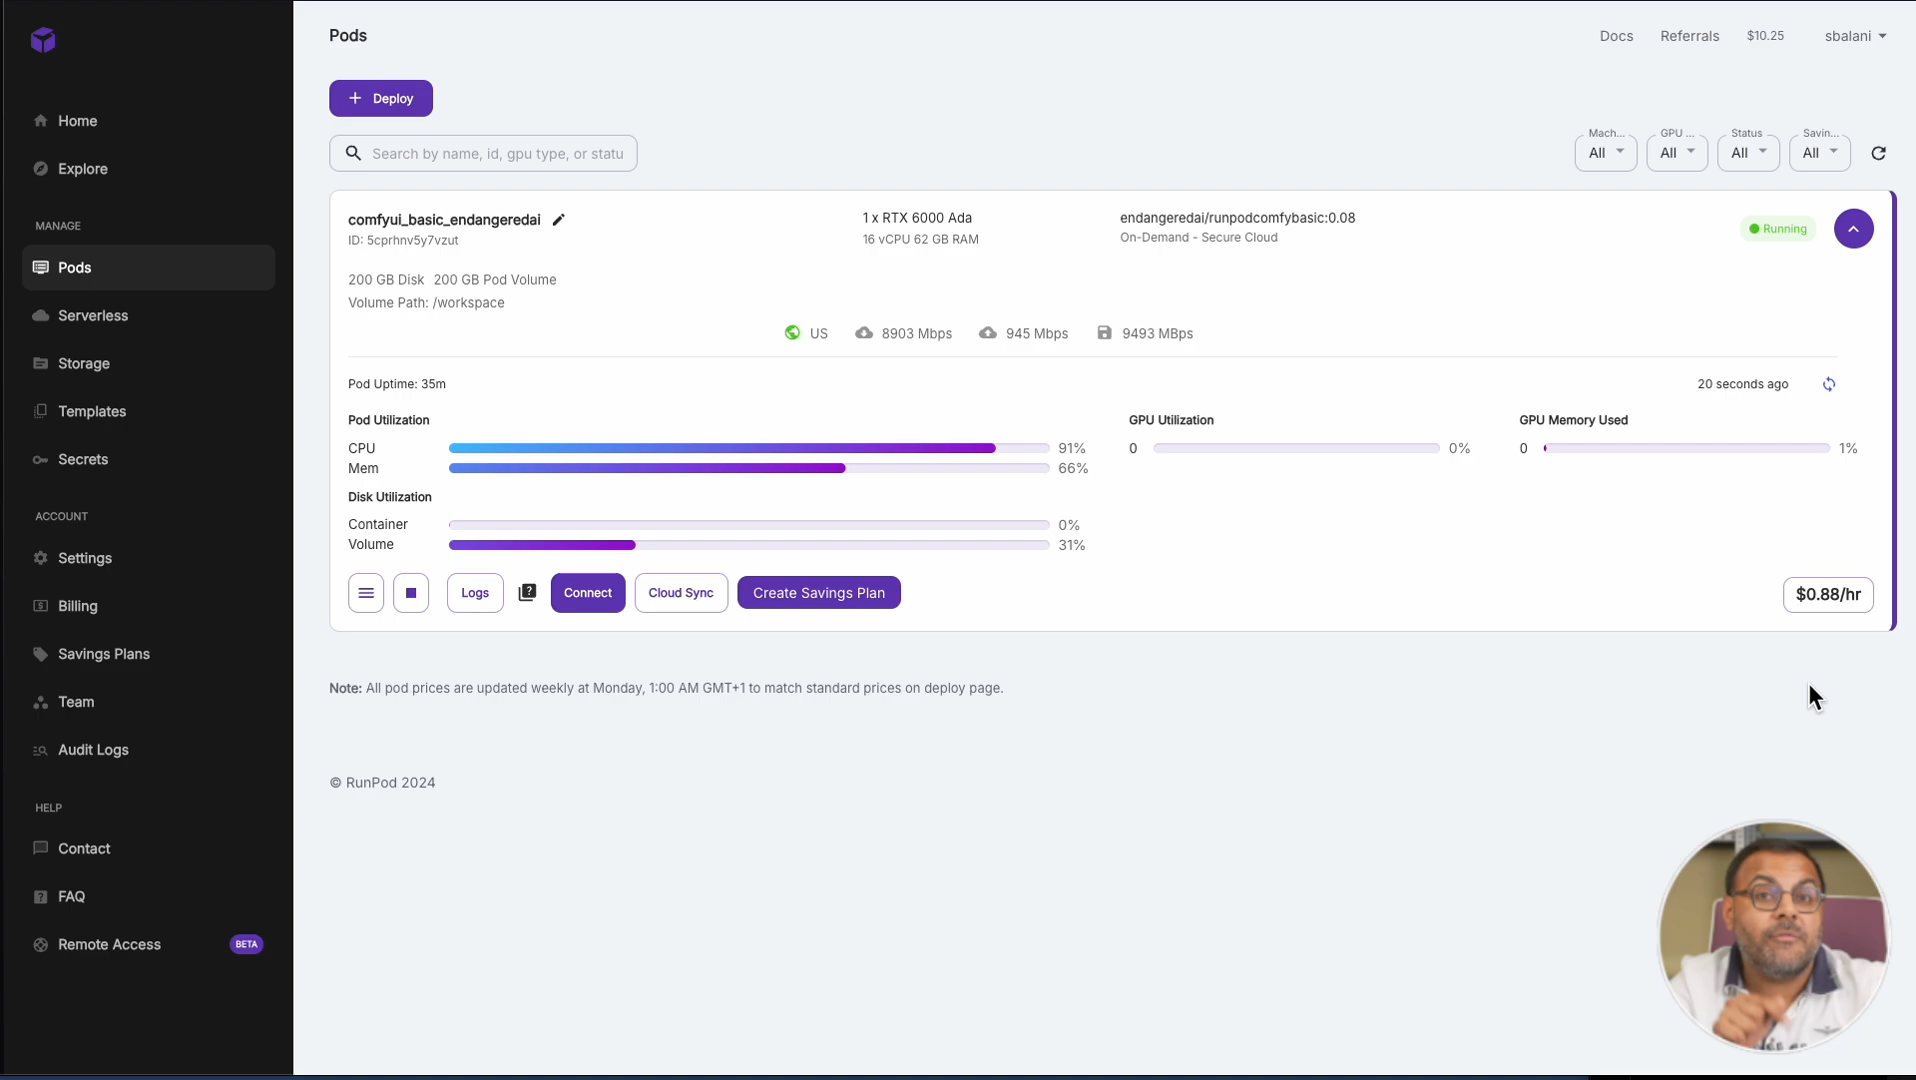 Pods
Docs
Referrals
$10.25
sbalani
Home
Explore
MANAGE
Pods
Serverless
Storage
Templates
Secrets
ACCOUNT
Settings
Billing
Savings Plans
Team
Audit Logs
HELP
Contact
FAQ
Remote Access
BETA
+ Deploy
Search by name, id, gpu type, or statu
Mach...
All
GPU ...
All
Status
All
Savin...
All
comfyui_basic_endangeredai
ID: 5cprhnv5y7vzut
1 x RTX 6000 Ada
16 vCPU 62 GB RAM
endangeredai/runpodcomfybasic:0.08
On-Demand - Secure Cloud
Running
200 GB Disk 200 GB Pod Volume
Volume Path: /workspace
US
8903 Mbps
945 Mbps
9493 MBps
Pod Uptime: 35m
20 seconds ago
Pod Utilization
CPU
91%
Mem
66%
Disk Utilization
Container
0%
Volume
31%
GPU Utilization
0
0%
GPU Memory Used
0
1%
Logs
Connect
Cloud Sync
Create Savings Plan
$0.88/hr
Note: All pod prices are updated weekly at Monday, 1:00 AM GMT+1 to match standard prices on deploy page.
© RunPod 2024